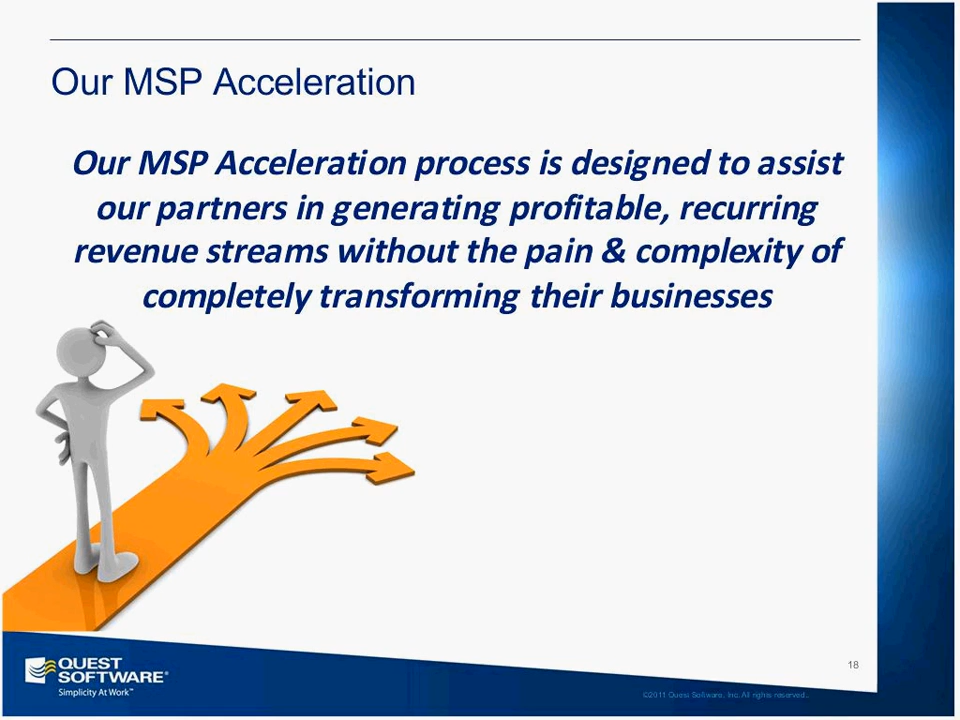 Our MSP Acceleration
Our MSP Acceleration process is designed to assist
our partners in generating profitable, recurring
revenue streams without the pain & complexity of
completely transforming their businesses
18
QUEST
SOFTWARE®
Simplicity At Work™
©2011 Quest Software, Inc. All rights reserved..